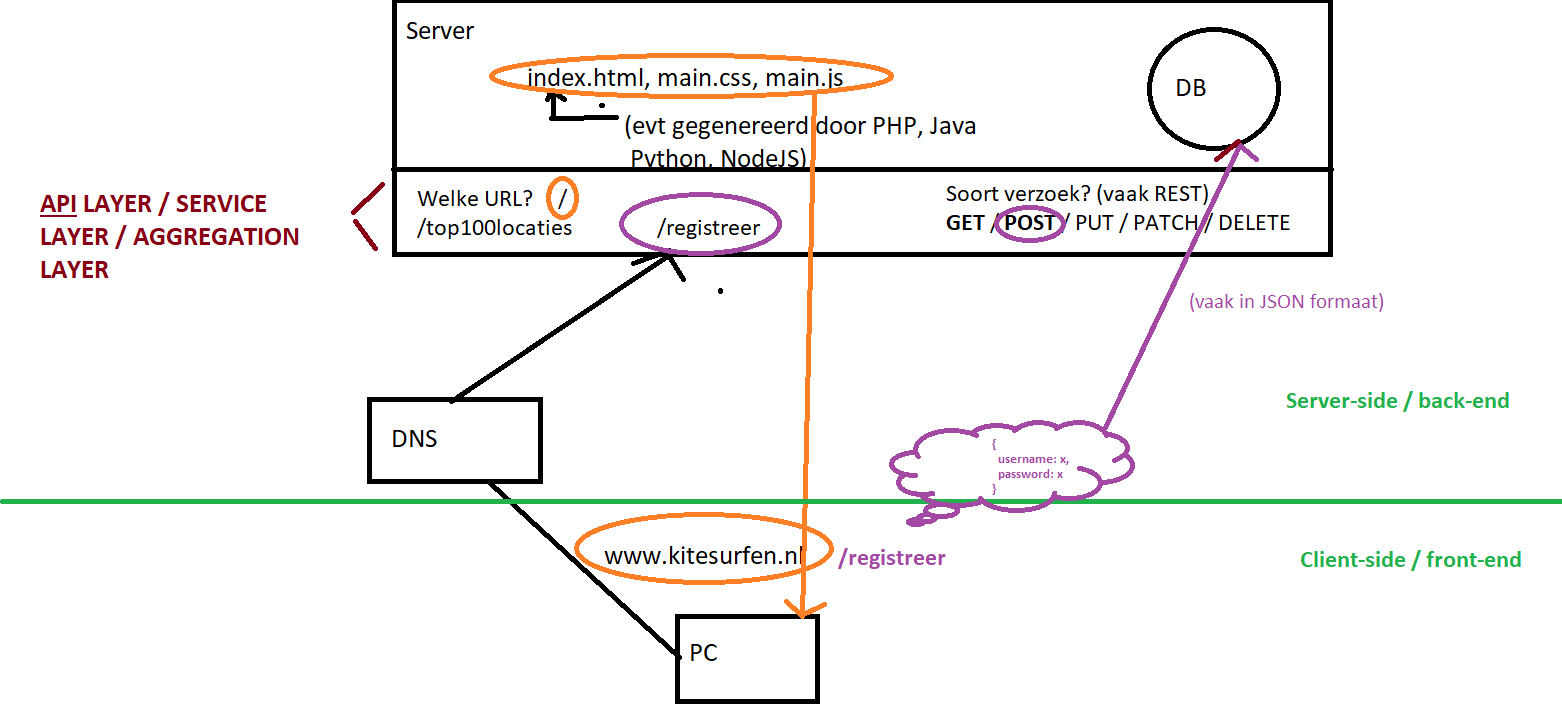 Server
index.html, main.css, main.js
DB
(evt gegenereerd door PHP, Java
Python, NodeJS)
API LAYER / SERVICE
LAYER / AGGREGATION
LAYER
Welke URL? /
/top100locaties
/registreer
Soort verzoek? (vaak REST)
GET / POST / PUT / PATCH / DELETE
(vaak in JSON formaat)
Server-side / back-end
DNS
{
username: x,
password: x
}
www.kitesurfen.nl /registreer
Client-side / front-end
PC